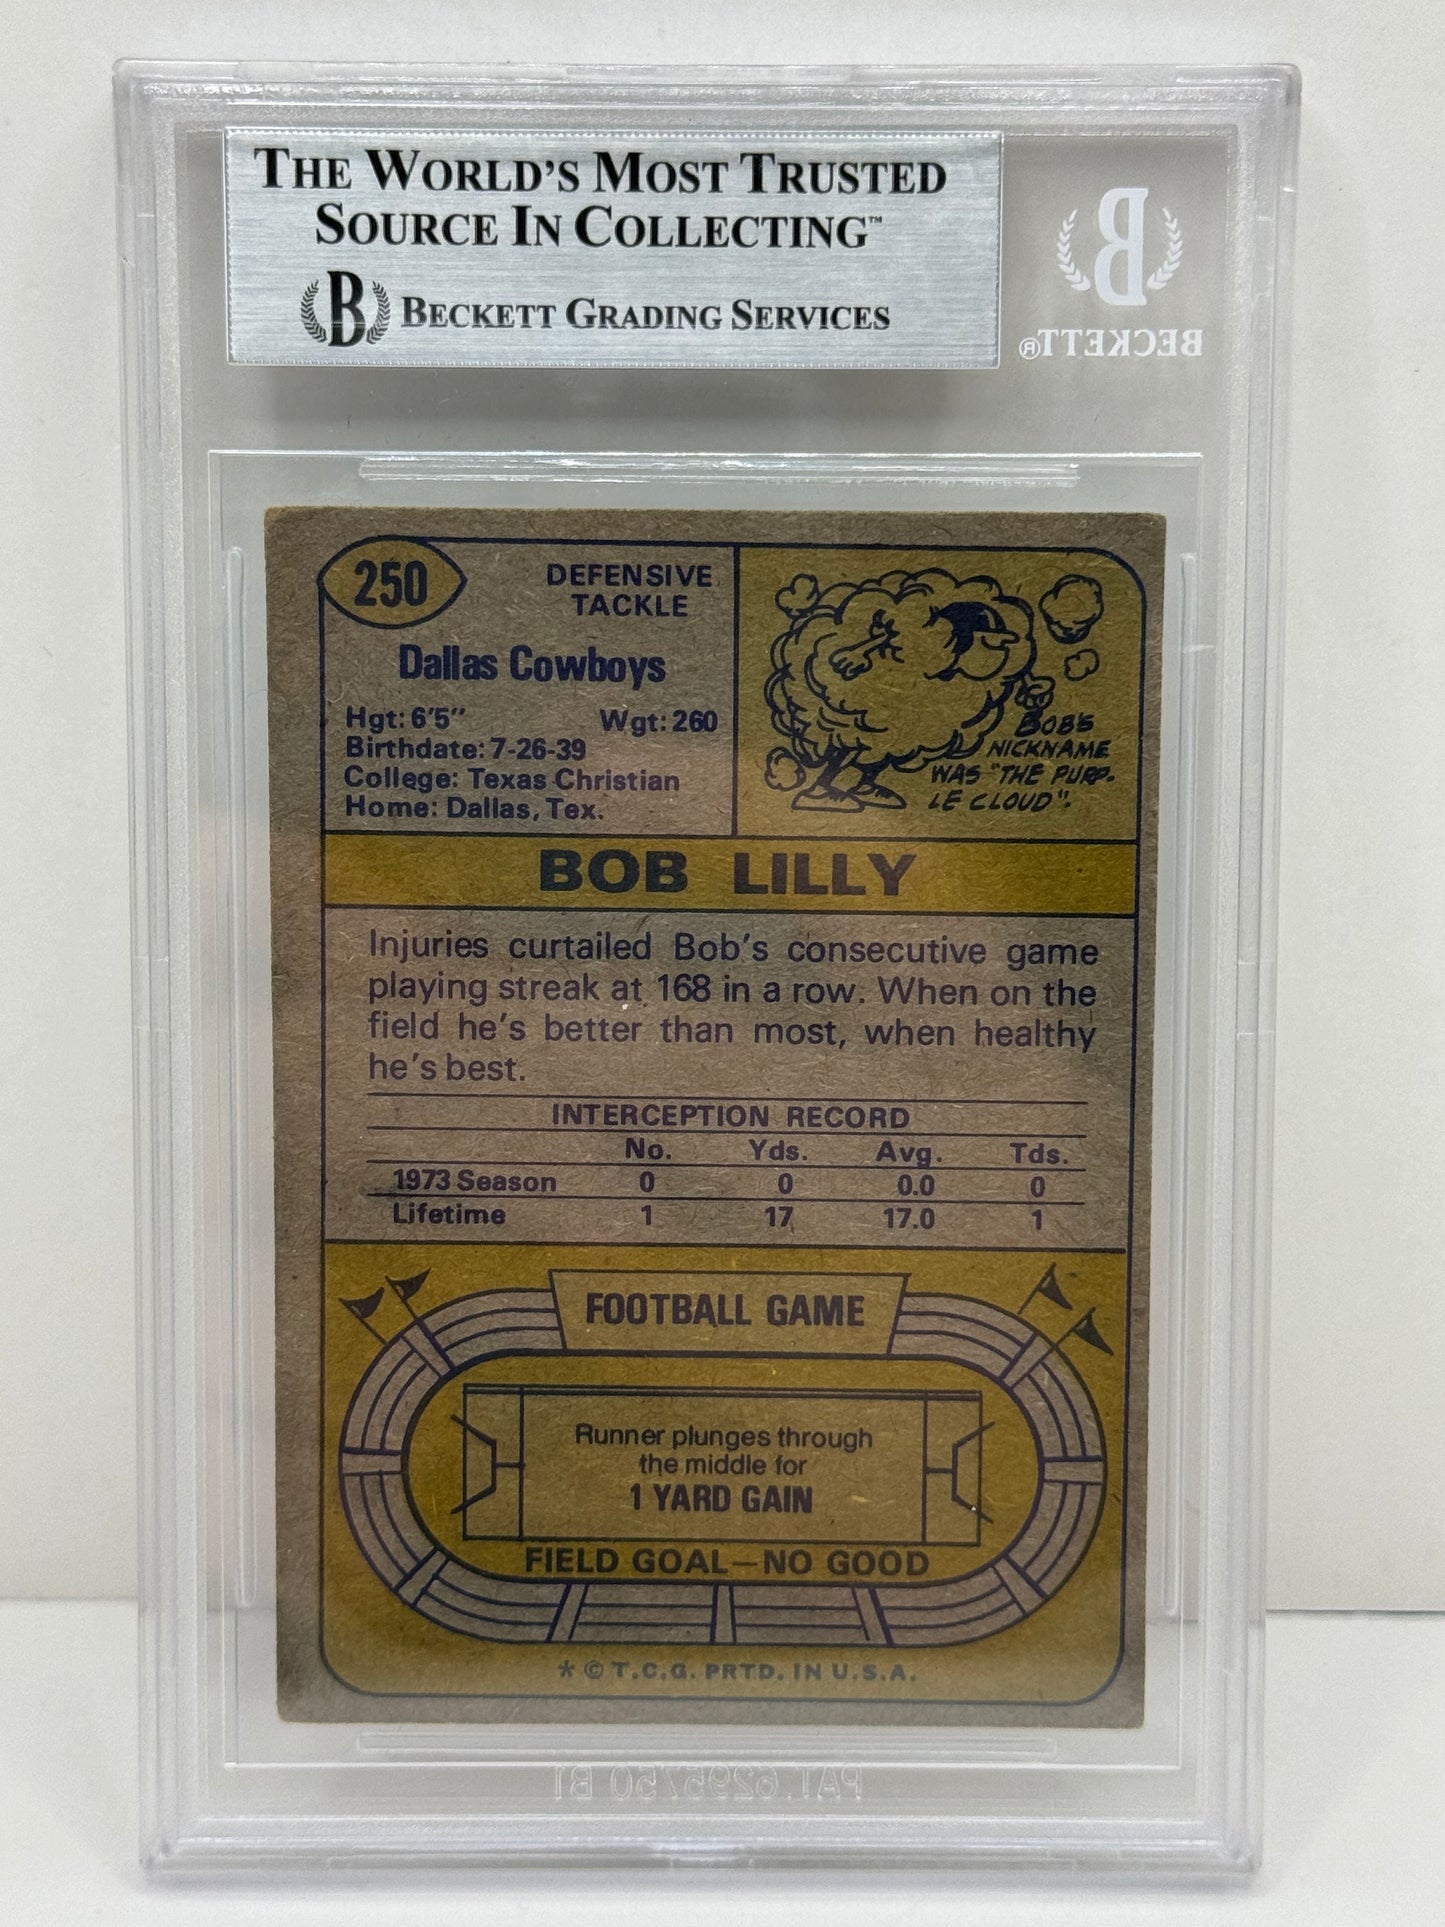 THE WORLD'S MOST TRUSTED
SOURCE IN COLLECTING™
B BECKETT GRADING SERVICES
B
BECKETT®
250
DEFENSIVE
TACKLE
Dallas Cowboys
Hgt: 6'5" Wgt: 260
Birthdate: 7-26-39
College: Texas Christian
Home: Dallas, Tex.
BOB'S
NICKNAME
WAS "THE PURP-
LE CLOUD".
BOB LILLY
Injuries curtailed Bob's consecutive game
playing streak at 168 in a row. When on the
field he's better than most, when healthy
he's best.
INTERCEPTION RECORD
No. Yds. Avg. Tds.
1973 Season 0 0 0.0 0
Lifetime 1 17 17.0 1
FOOTBALL GAME
Runner plunges through
the middle for
1 YARD GAIN
FIELD GOAL—NO GOOD
* © T.C.G. PRTD. IN U.S.A.
PAT. 6295750 B1